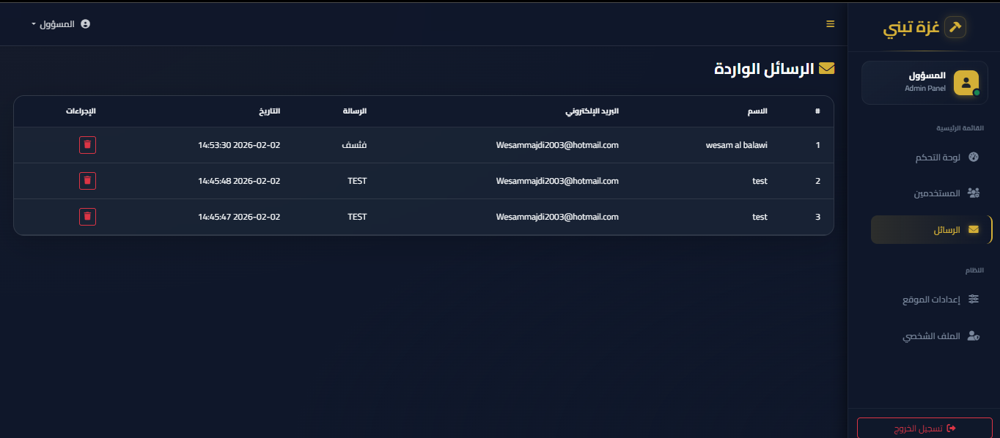 غزة تبني
المسؤول
Admin Panel
القائمة الرئيسية
لوحة التحكم
المستخدمين
الرسائل
النظام
إعدادات الموقع
الملف الشخصي
تسجيل الخروج
المسؤول
الرسائل الواردة
# الاسم البريد الإلكتروني الرسالة التاريخ الإجراءات
1 wesam al balawi Wesammajdi2003@hotmail.com فثسف 2026-02-02 14:53:30
2 test Wesammajdi2003@hotmail.com TEST 2026-02-02 14:45:48
3 test Wesammajdi2003@hotmail.com TEST 2026-02-02 14:45:47